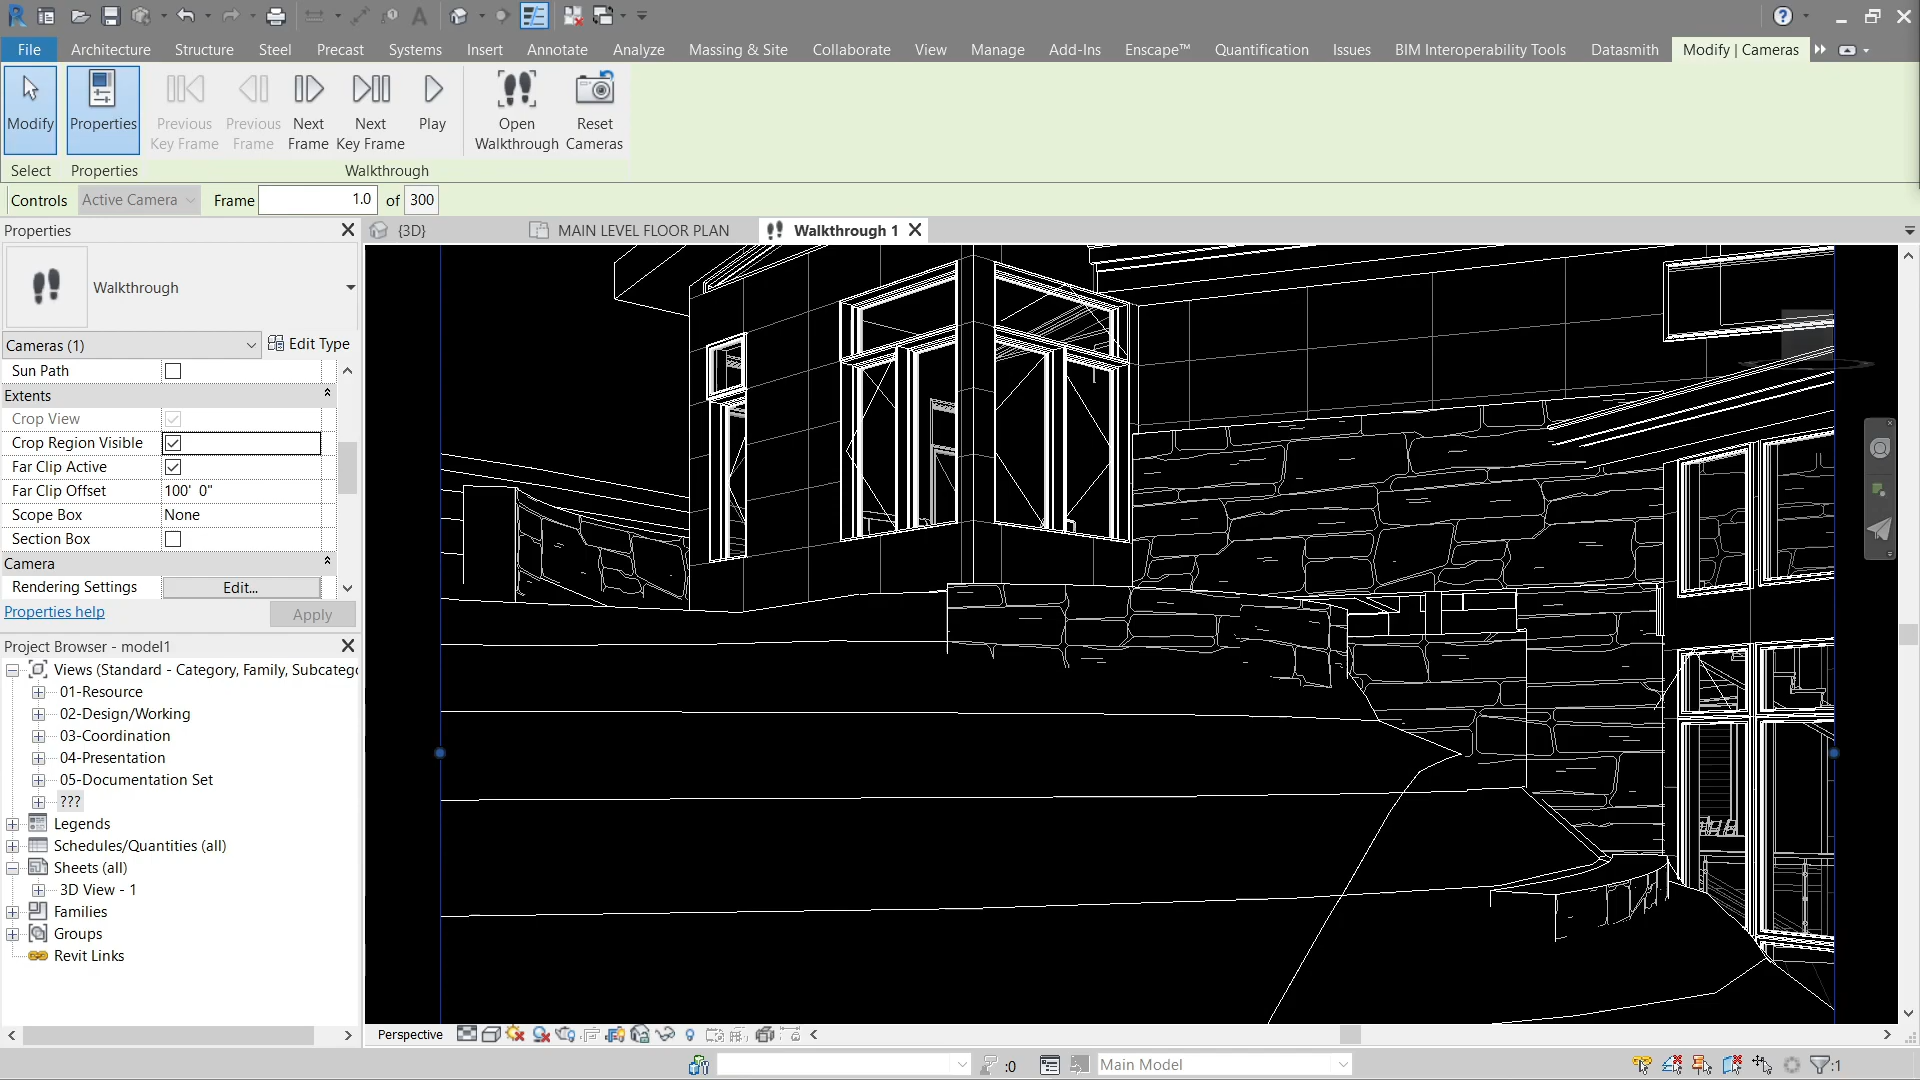 File
Architecture
Structure
Steel
Precast
Systems
Insert
Annotate
Analyze
Massing & Site
Collaborate
View
Manage
Add-Ins
Enscape™
Quantification
Issues
BIM Interoperability Tools
Datasmith
Modify | Cameras
Modify
Properties
Previous
Key Frame
Previous
Frame
Next
Frame
Next
Key Frame
Play
Open
Walkthrough
Reset
Cameras
Select
Properties
Walkthrough
Controls
Active Camera
Frame
1.0
of
300
Properties
{3D}
MAIN LEVEL FLOOR PLAN
Walkthrough 1
Walkthrough
Cameras (1)
Edit Type
Sun Path
Extents
Crop View
Crop Region Visible
Far Clip Active
Far Clip Offset
100' 0"
Scope Box
None
Section Box
Camera
Rendering Settings
Edit...
Properties help
Apply
Project Browser - model1
Views (Standard - Category, Family, Subcatego
01-Resource
02-Design/Working
03-Coordination
04-Presentation
05-Documentation Set
???
Legends
Schedules/Quantities (all)
Sheets (all)
3D View - 1
Families
Groups
Revit Links
Perspective
:0
Main Model
:1